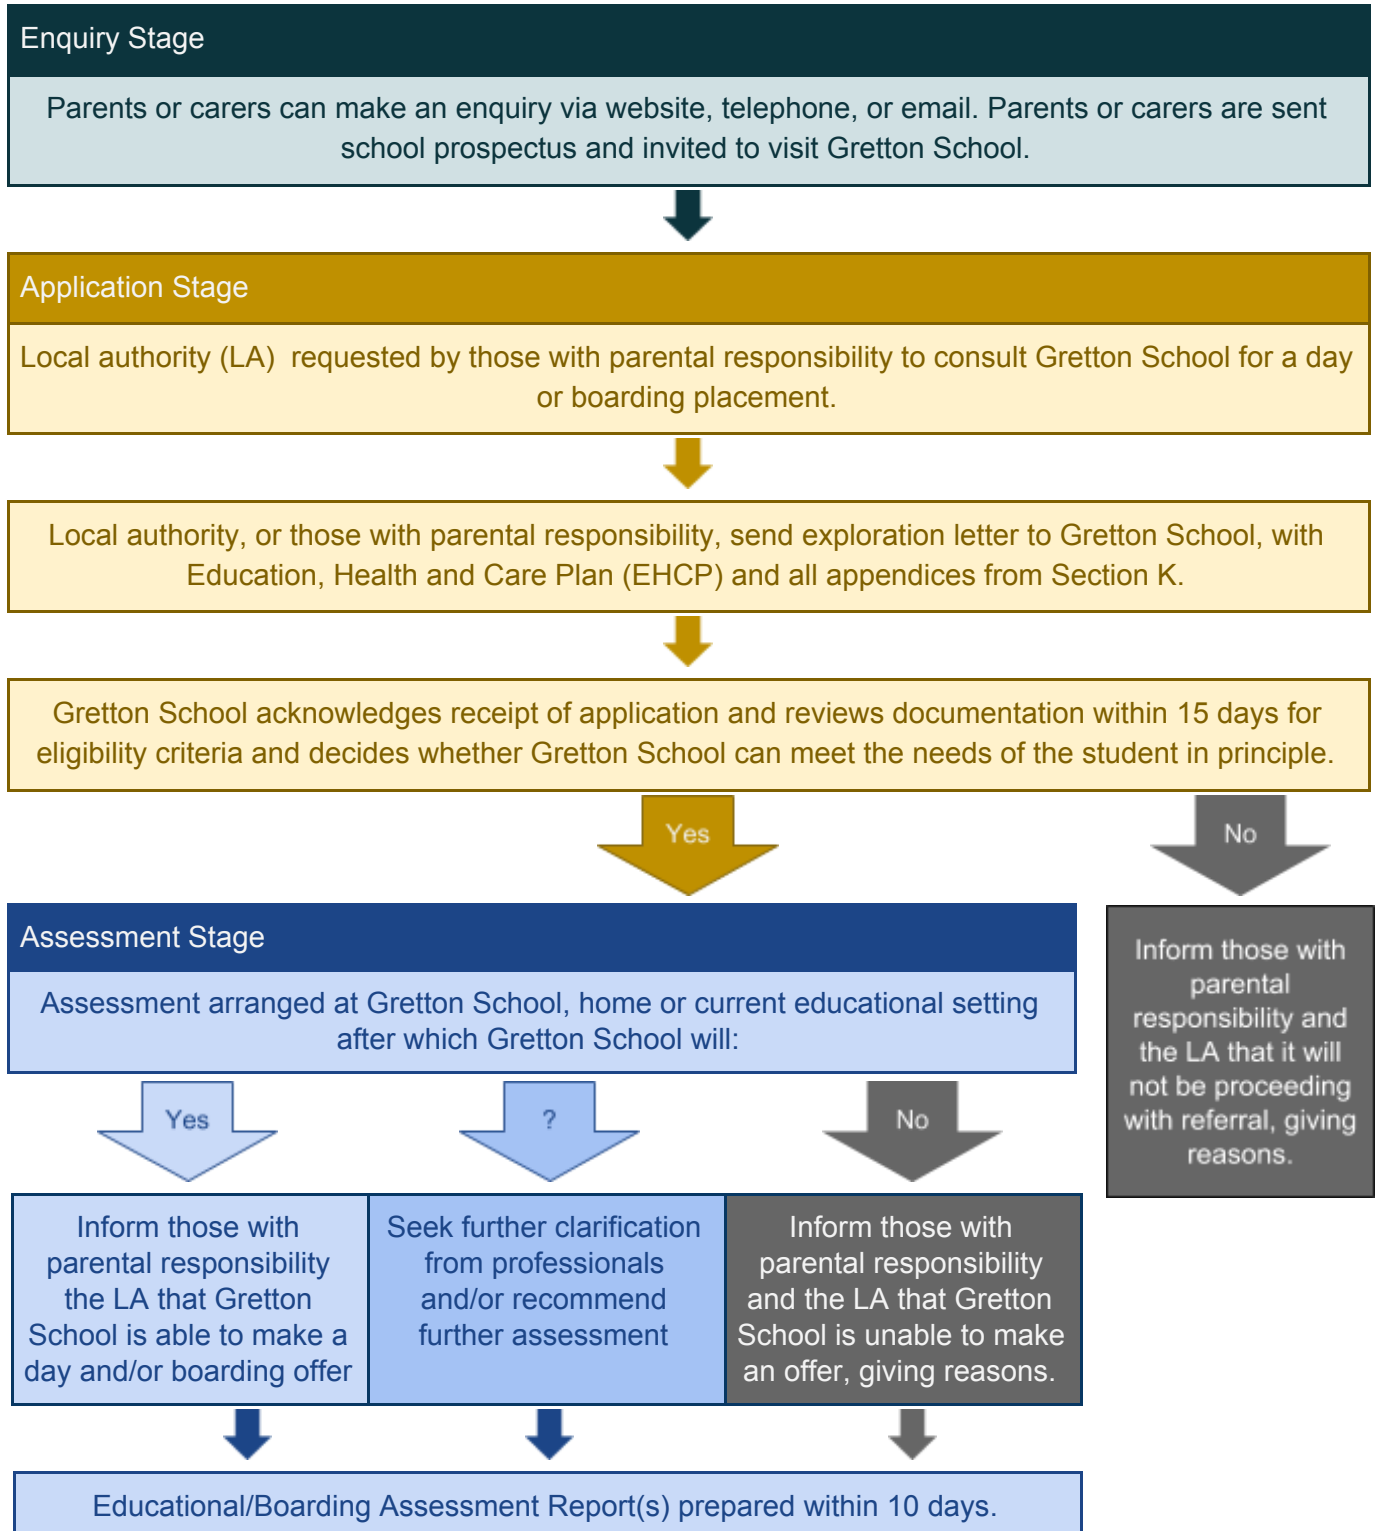 Enquiry Stage
Parents or carers can make an enquiry via website, telephone, or email. Parents or carers are sent
school prospectus and invited to visit Gretton School.
Application Stage
Local authority (LA)  requested by those with parental responsibility to consult Gretton School for a day
or boarding placement.
Local authority, or those with parental responsibility, send exploration letter to Gretton School, with
Education, Health and Care Plan (EHCP) and all appendices from Section K.
Gretton School acknowledges receipt of application and reviews documentation within 15 days for
eligibility criteria and decides whether Gretton School can meet the needs of the student in principle.
Yes
No
Assessment Stage
Assessment arranged at Gretton School, home or current educational setting
after which Gretton School will:
Inform those with
parental
responsibility and
the LA that it will
not be proceeding
with referral, giving
reasons.
Yes
?
No
Inform those with
parental responsibility
the LA that Gretton
School is able to make a
day and/or boarding offer
Seek further clarification
from professionals
and/or recommend
further assessment
Inform those with
parental responsibility
and the LA that Gretton
School is unable to make
an offer, giving reasons.
Educational/Boarding Assessment Report(s) prepared within 10 days.